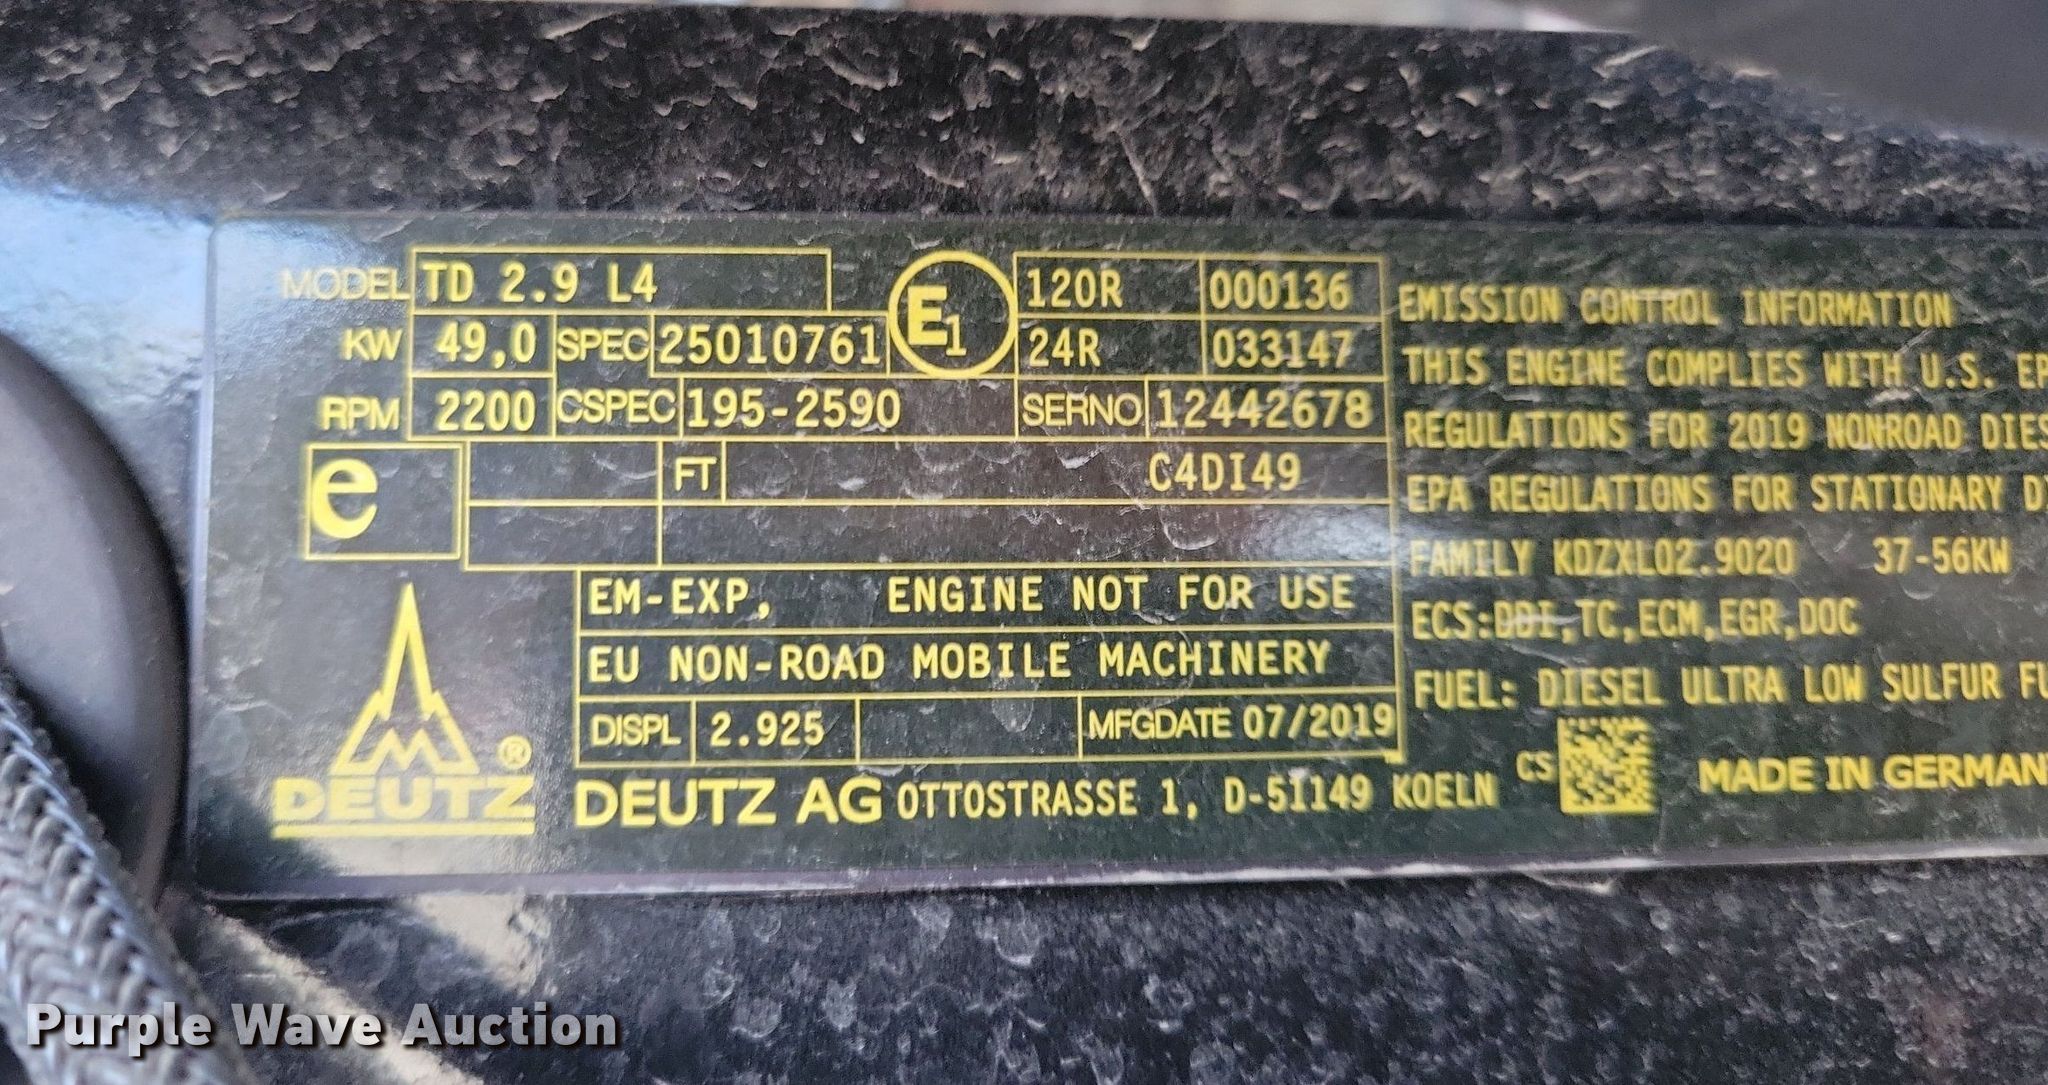 MODEL TD 2.9 L4
E1 120R 000136
KW 49,0 SPEC 25010761 24R 033147
RPM 2200 CSPEC 195-2590 SERNO 12442678
e FT C4DI49
EM-EXP, ENGINE NOT FOR USE
EU NON-ROAD MOBILE MACHINERY
DISPL 2.925 MFGDATE 07/2019
DEUTZ®
DEUTZ AG OTTOSTRASSE 1, D-51149 KOELN
EMISSION CONTROL INFORMATION
THIS ENGINE COMPLIES WITH U.S. EP
REGULATIONS FOR 2019 NONROAD DIES
EPA REGULATIONS FOR STATIONARY DI
FAMILY KDZXL02.9020 37-56KW
ECS:DDI,TC,ECM,EGR,DOC
FUEL: DIESEL ULTRA LOW SULFUR FU
CS MADE IN GERMAN
Purple Wave Auction